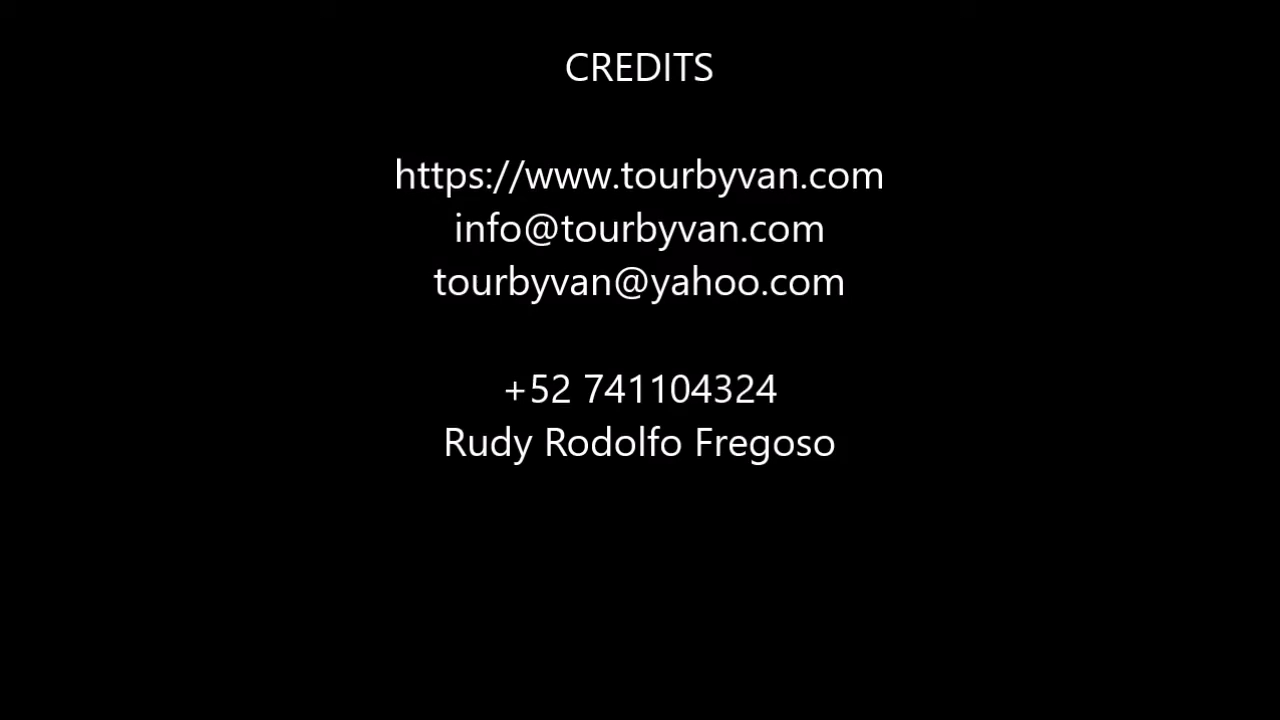 CREDITS
https://www.tourbyvan.com
info@tourbyvan.com
tourbyvan@yahoo.com
+52 741104324
Rudy Rodolfo Fregoso